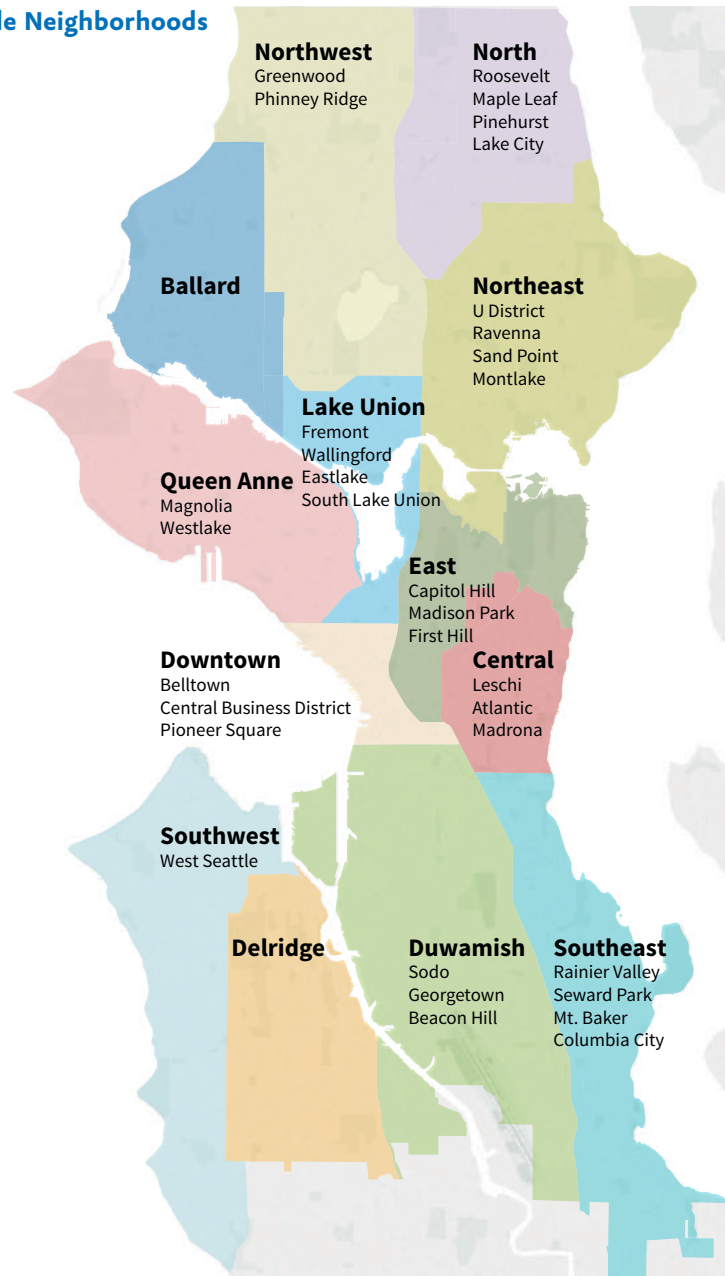 le Neighborhoods
Northwest
Greenwood
Phinney Ridge
North
Roosevelt
Maple Leaf
Pinehurst
Lake City
Ballard
Northeast
U District
Ravenna
Sand Point
Montlake
Lake Union
Fremont
Wallingford
Eastlake
South Lake Union
Queen Anne
Magnolia
Westlake
East
Capitol Hill
Madison Park
First Hill
Downtown
Belltown
Central Business District
Pioneer Square
Central
Leschi
Atlantic
Madrona
Southwest
West Seattle
Delridge
Duwamish
Sodo
Georgetown
Beacon Hill
Southeast
Rainier Valley
Seward Park
Mt. Baker
Columbia City